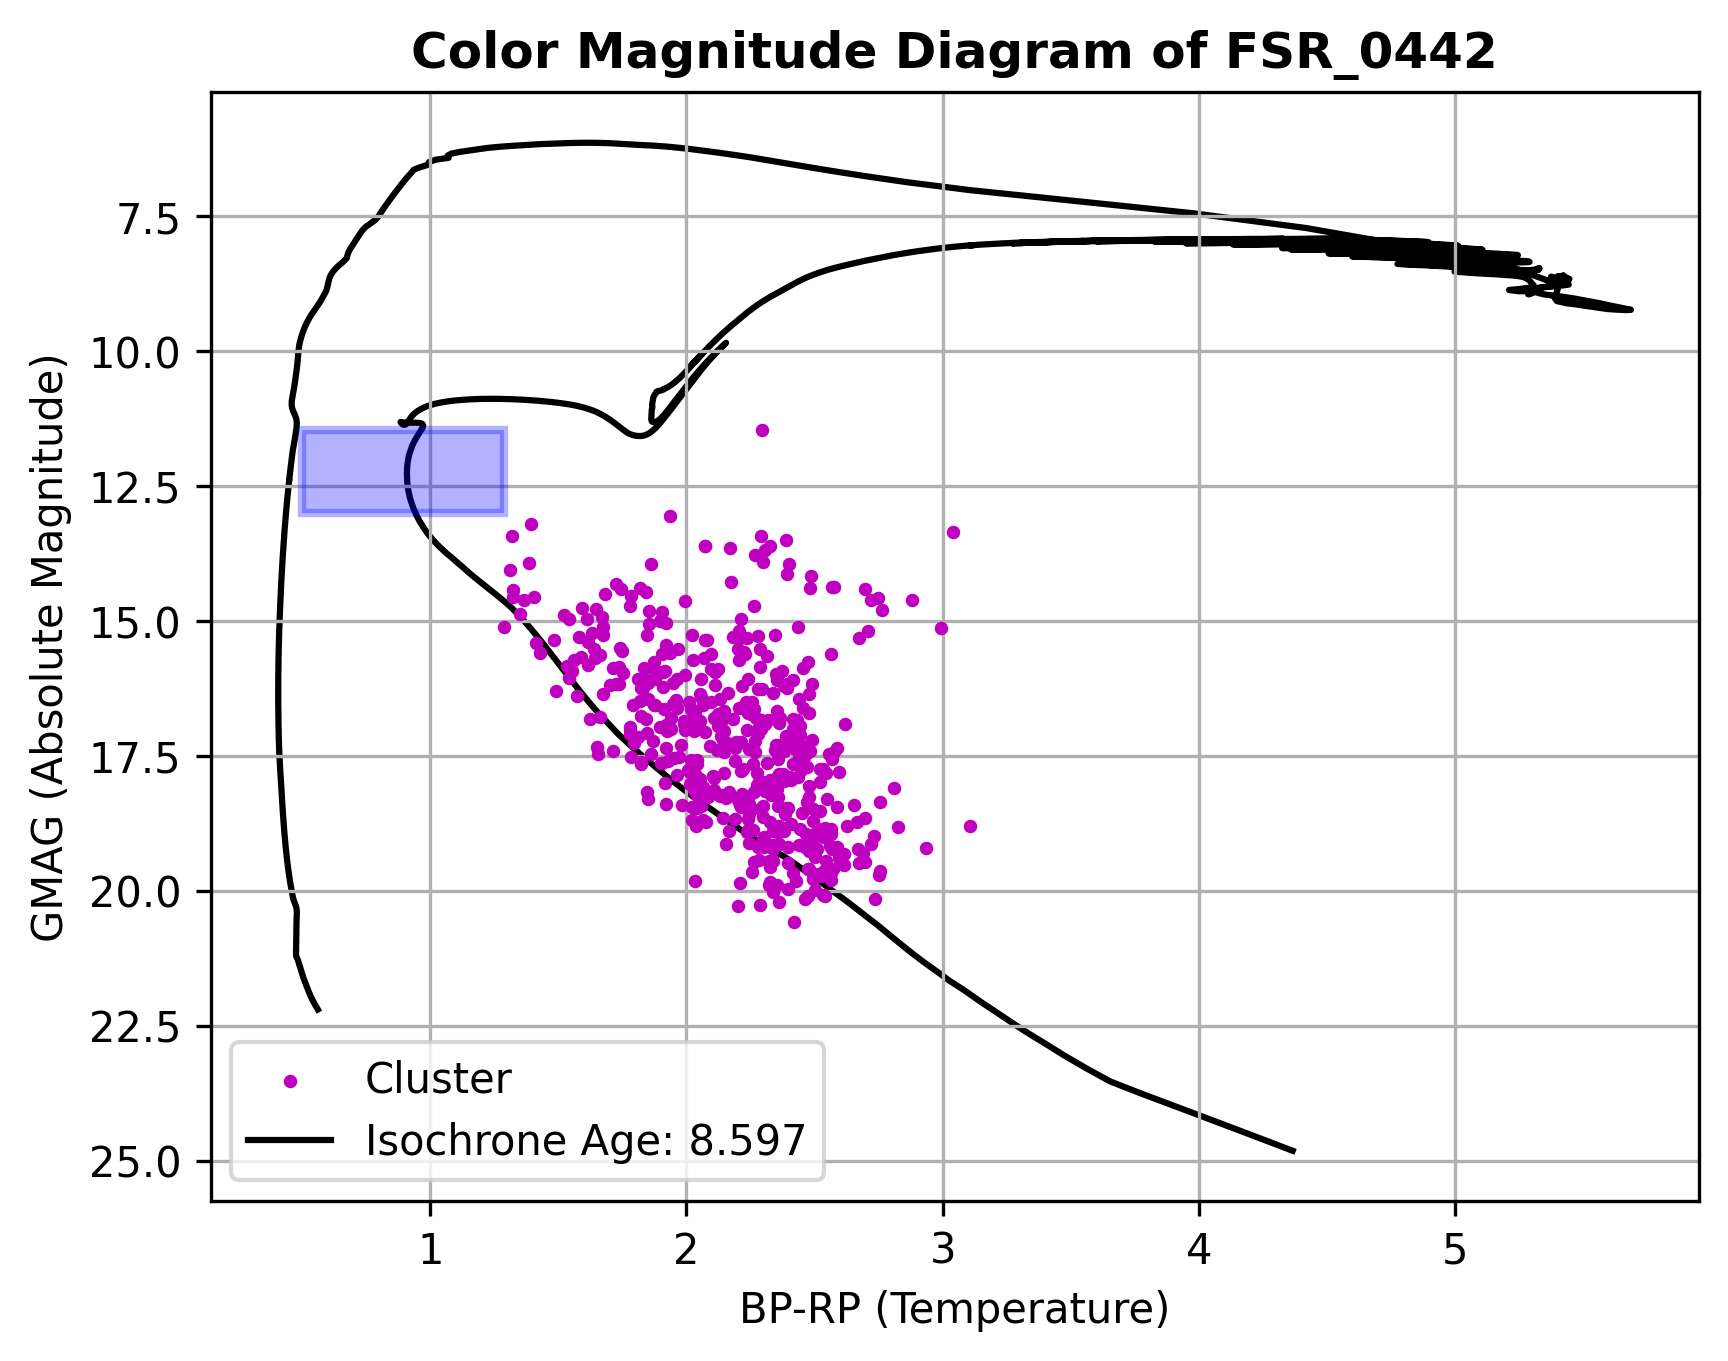 Color Magnitude Diagram of FSR_0442
GMAG (Absolute Magnitude)
7.5
10.0
12.5
15.0
17.5
20.0
22.5
25.0
Cluster
Isochrone Age: 8.597
1 2 3 4 5
BP-RP (Temperature)